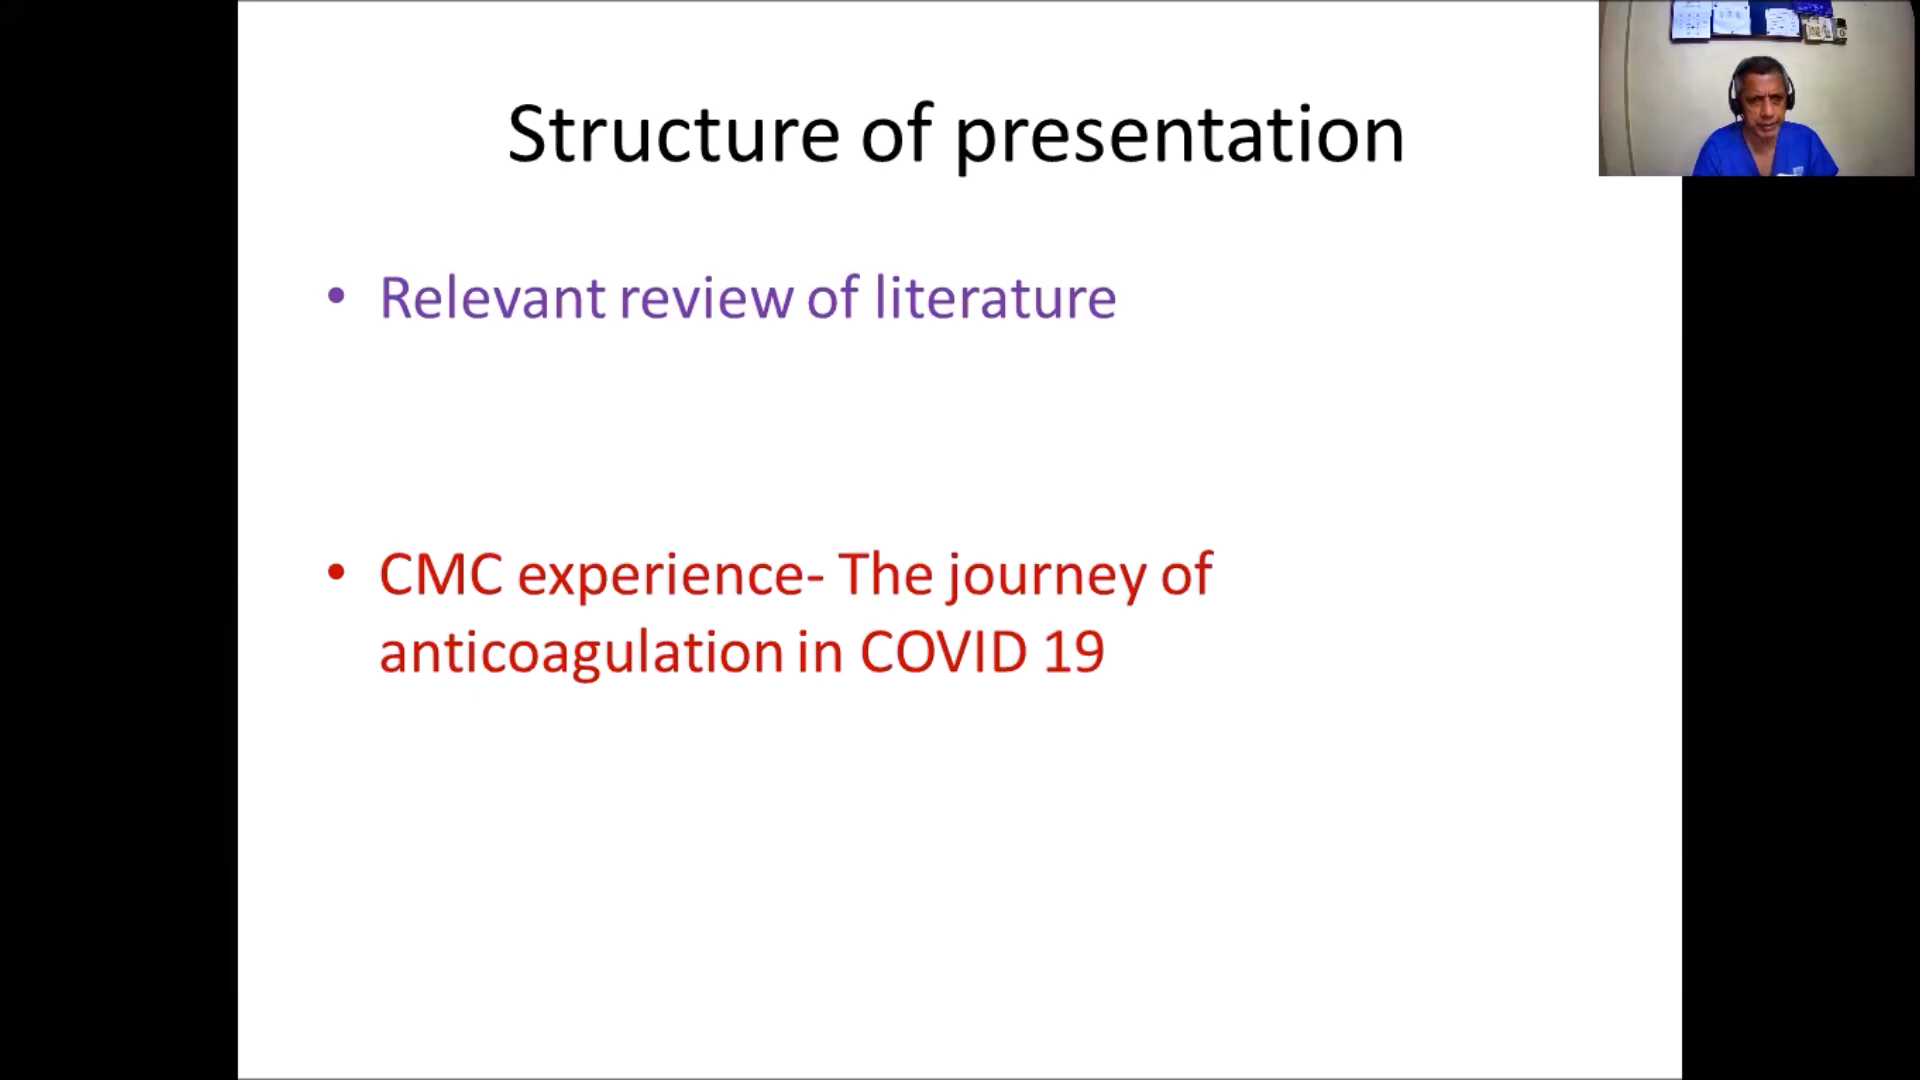 Structure of presentation
• Relevant review of literature
• CMC experience- The journey of
anticoagulation in COVID 19